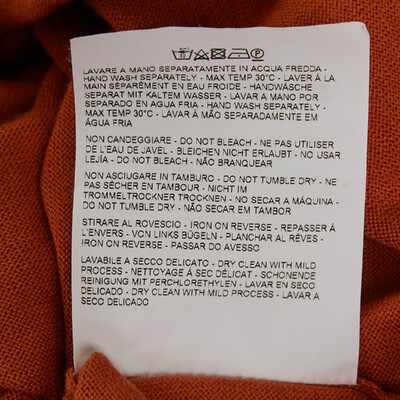 LAVARE A MANO SEPARATAMENTE IN ACQUA FREDDA -
HAND WASH SEPARATELY - MAX TEMP 30°C - LAVER À LA
MAIN SÉPARÉMENT EN EAU FROIDE - HANDWÄSCHE
SEPARAT MIT KALTEM WASSER - LAVAR A MANO POR
SEPARADO EN AGUA FRIA - HAND WASH SEPARATELY -
MAX TEMP 30°C - LAVAR À MÃO SEPARADAMENTE EM
ÁGUA FRIA
NON CANDEGGIARE - DO NOT BLEACH - NE PAS UTILISER
DE L'EAU DE JAVEL - BLEICHEN NICHT ERLAUBT - NO USAR
LEJÍA - DO NOT BLEACH - NÃO BRANQUEAR
NON ASCIUGARE IN TAMBURO - DO NOT TUMBLE DRY - NE
PAS SÉCHER EN TAMBOUR - NICHT IM
TROMMELTROCKNER TROCKNEN - NO SECAR A MÁQUINA -
DO NOT TUMBLE DRY - NÃO SECAR EM TAMBOR
STIRARE AL ROVESCIO - IRON ON REVERSE - REPASSER À
L'ENVERS - VON LINKS BÜGELN - PLANCHAR AL RÉVES -
IRON ON REVERSE - PASSAR DO AVESSO
LAVABILE A SECCO DELICATO - DRY CLEAN WITH MILD
PROCESS - NETTOYAGE À SEC DÉLICAT - SCHONENDE
REINIGUNG MIT PERCHLORETHYLEN - LAVAR EN SECO
DELICADO - DRY CLEAN WITH MILD PROCESS - LAVAR A
SECO DELICADO